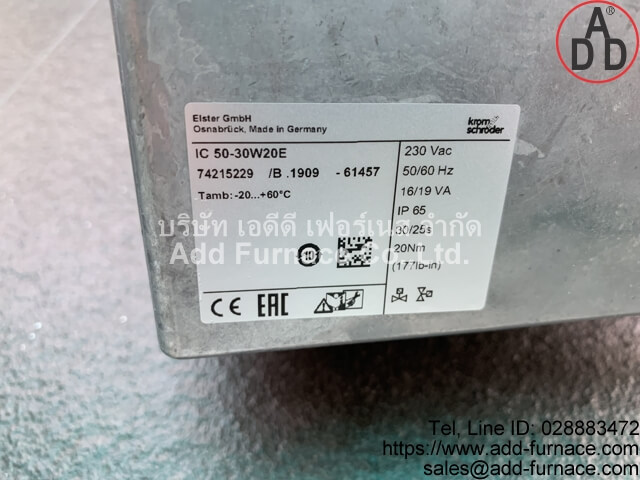 ADD
Elster GmbH
Osnabrück, Made in Germany
krom
schröder
IC 50-30W20E
74215229 /B .1909 - 61457
Tamb: -20...+60°C
230 Vac
50/60 Hz
16/19 VA
IP 65
30/25s
20Nm
(177lb-in)
บริษัท เอดีดี เฟอร์เนส จำกัด
Add Furnace Co. Ltd.
10
CE EAC
Tel, Line ID: 028883472
https://www.add-furnace.com
sales@add-furnace.com